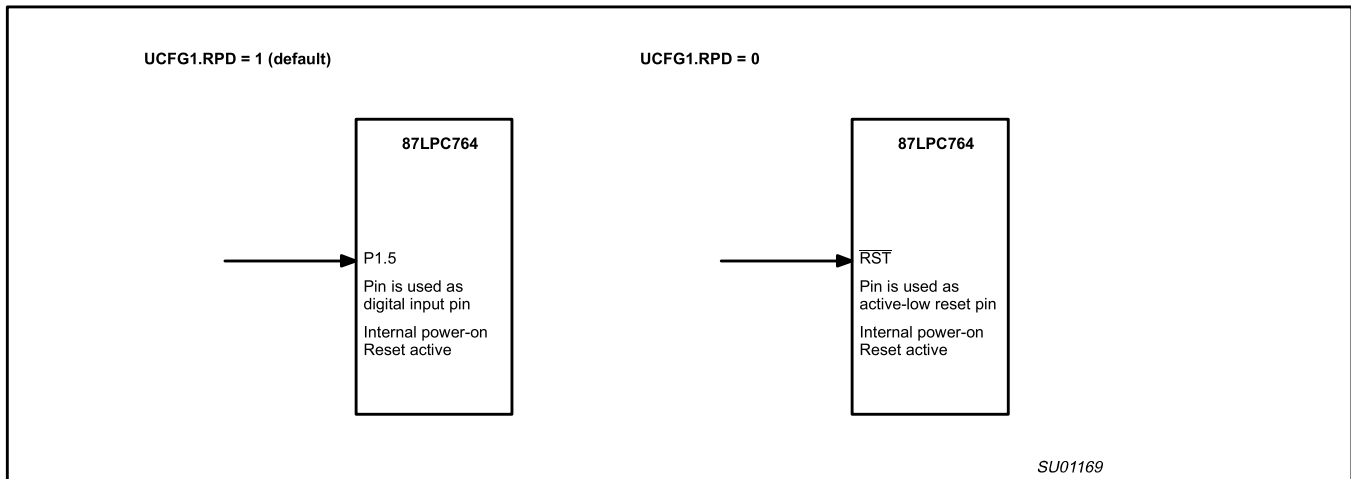 UCFG1.RPD = 1 (default)
UCFG1.RPD = 0
87LPC764
P1.5
Pin is used as
digital input pin
Internal power-on
Reset active
87LPC764
R̅S̅T̅
Pin is used as
active-low reset pin
Internal power-on
Reset active
SU01169